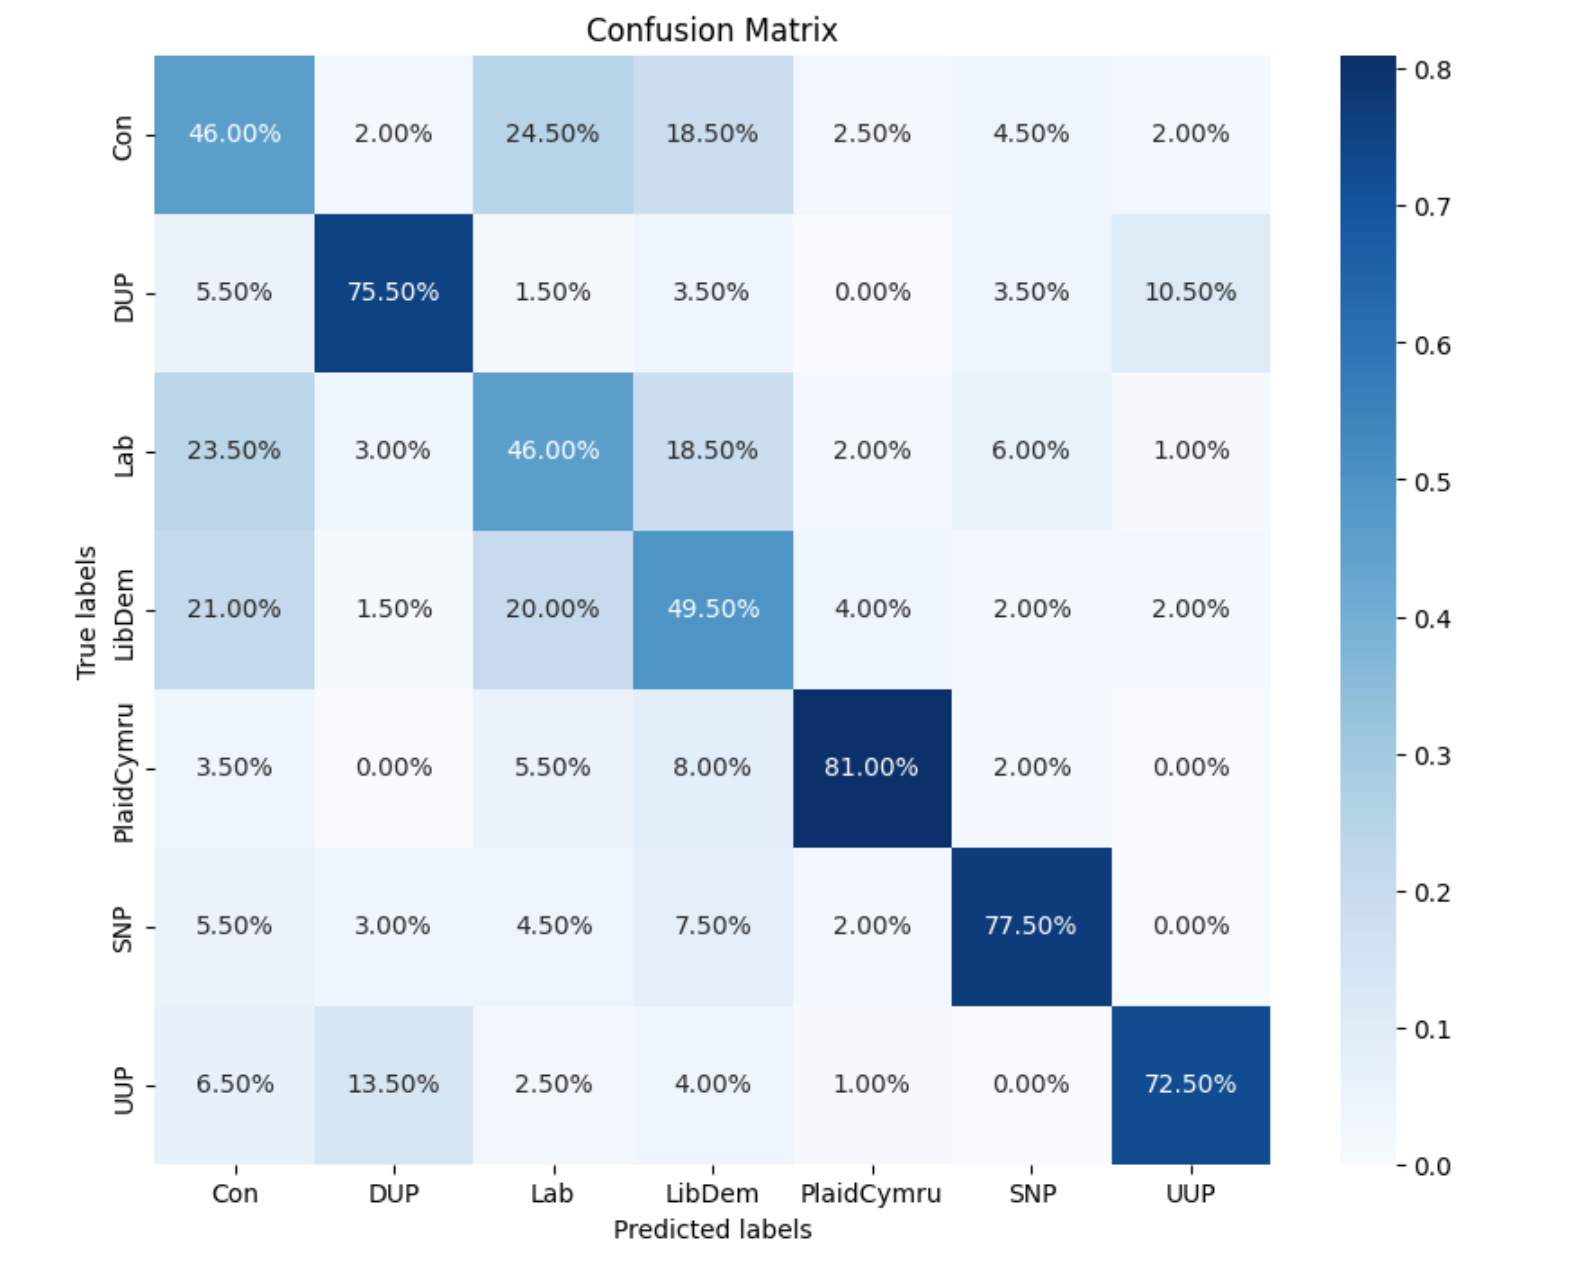 Confusion Matrix
Con 46.00% 2.00% 24.50% 18.50% 2.50% 4.50% 2.00%
DUP 5.50% 75.50% 1.50% 3.50% 0.00% 3.50% 10.50%
Lab 23.50% 3.00% 46.00% 18.50% 2.00% 6.00% 1.00%
LibDem 21.00% 1.50% 20.00% 49.50% 4.00% 2.00% 2.00%
PlaidCymru 3.50% 0.00% 5.50% 8.00% 81.00% 2.00% 0.00%
SNP 5.50% 3.00% 4.50% 7.50% 2.00% 77.50% 0.00%
UUP 6.50% 13.50% 2.50% 4.00% 1.00% 0.00% 72.50%
Con DUP Lab LibDem PlaidCymru SNP UUP
Predicted labels
True labels
0.8
0.7
0.6
0.5
0.4
0.3
0.2
0.1
0.0